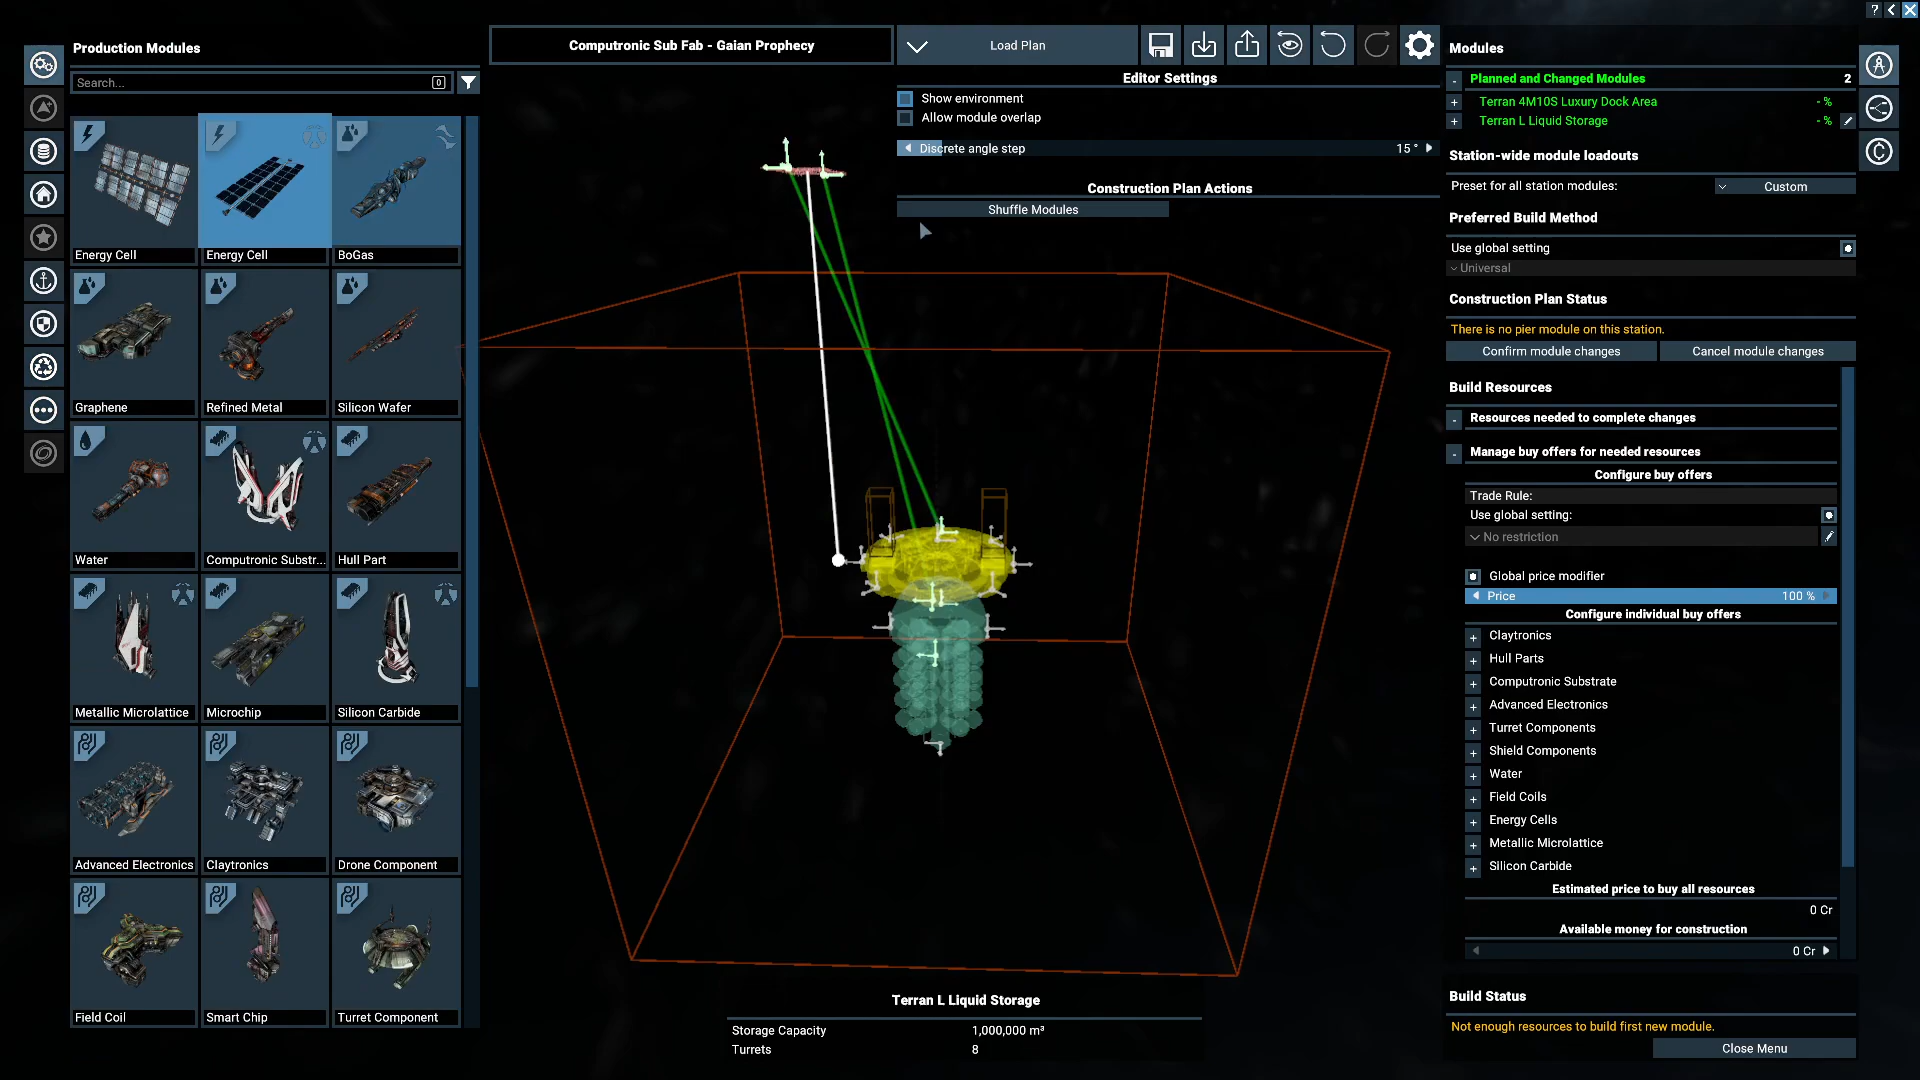 ?
Production Modules
Search...
0
Energy Cell
Energy Cell
BoGas
Graphene
Refined Metal
Silicon Wafer
Water
Computronic Substr...
Hull Part
Metallic Microlattice
Microchip
Silicon Carbide
Advanced Electronics
Claytronics
Drone Component
Field Coil
Smart Chip
Turret Component
Computronic Sub Fab - Gaian Prophecy
Load Plan
Editor Settings
Show environment
Allow module overlap
Discrete angle step 15 °
Construction Plan Actions
Shuffle Modules
Terran L Liquid Storage
Storage Capacity 1,000,000 m³
Turrets 8
Modules
- Planned and Changed Modules 2
+ Terran 4M10S Luxury Dock Area - %
+ Terran L Liquid Storage - %
Station-wide module loadouts
Preset for all station modules: Custom
Preferred Build Method
Use global setting
Universal
Construction Plan Status
There is no pier module on this station.
Confirm module changes Cancel module changes
Build Resources
- Resources needed to complete changes
- Manage buy offers for needed resources
Configure buy offers
Trade Rule:
Use global setting:
No restriction
Global price modifier
Price 100 %
Configure individual buy offers
+ Claytronics
+ Hull Parts
+ Computronic Substrate
+ Advanced Electronics
+ Turret Components
+ Shield Components
+ Water
+ Field Coils
+ Energy Cells
+ Metallic Microlattice
+ Silicon Carbide
Estimated price to buy all resources
0 Cr
Available money for construction
0 Cr
Build Status
Not enough resources to build first new module.
Close Menu